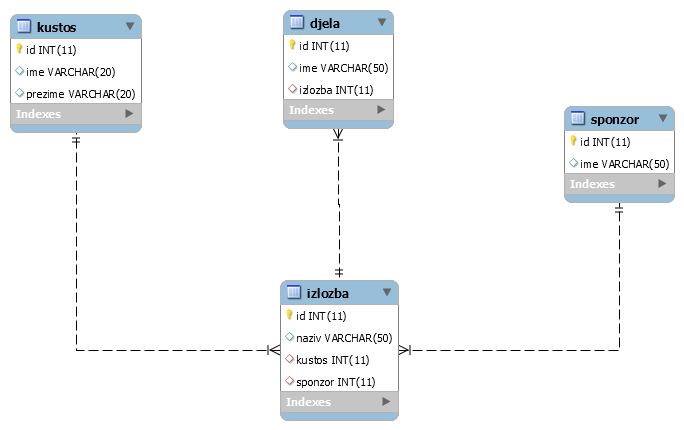 kustos
id INT(11)
ime VARCHAR(20)
prezime VARCHAR(20)
Indexes
djela
id INT(11)
ime VARCHAR(50)
izlozba INT(11)
Indexes
sponzor
id INT(11)
ime VARCHAR(50)
Indexes
izlozba
id INT(11)
naziv VARCHAR(50)
kustos INT(11)
sponzor INT(11)
Indexes